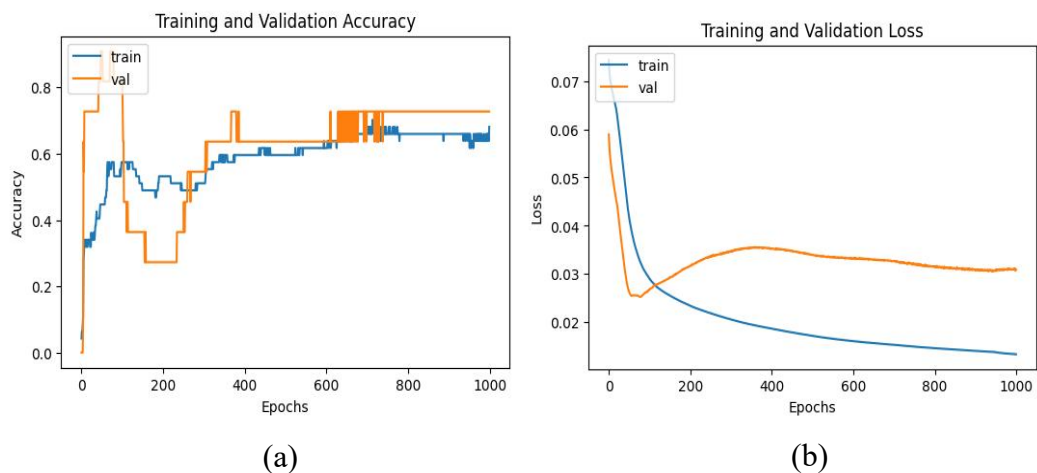 Training and Validation Accuracy
train
val
0.8
0.6
0.4
0.2
0.0
Accuracy
0
200
400
600
800
1000
Epochs
(a)
Training and Validation Loss
train
val
0.07
0.06
0.05
0.04
0.03
0.02
Loss
0
200
400
600
800
1000
Epochs
(b)